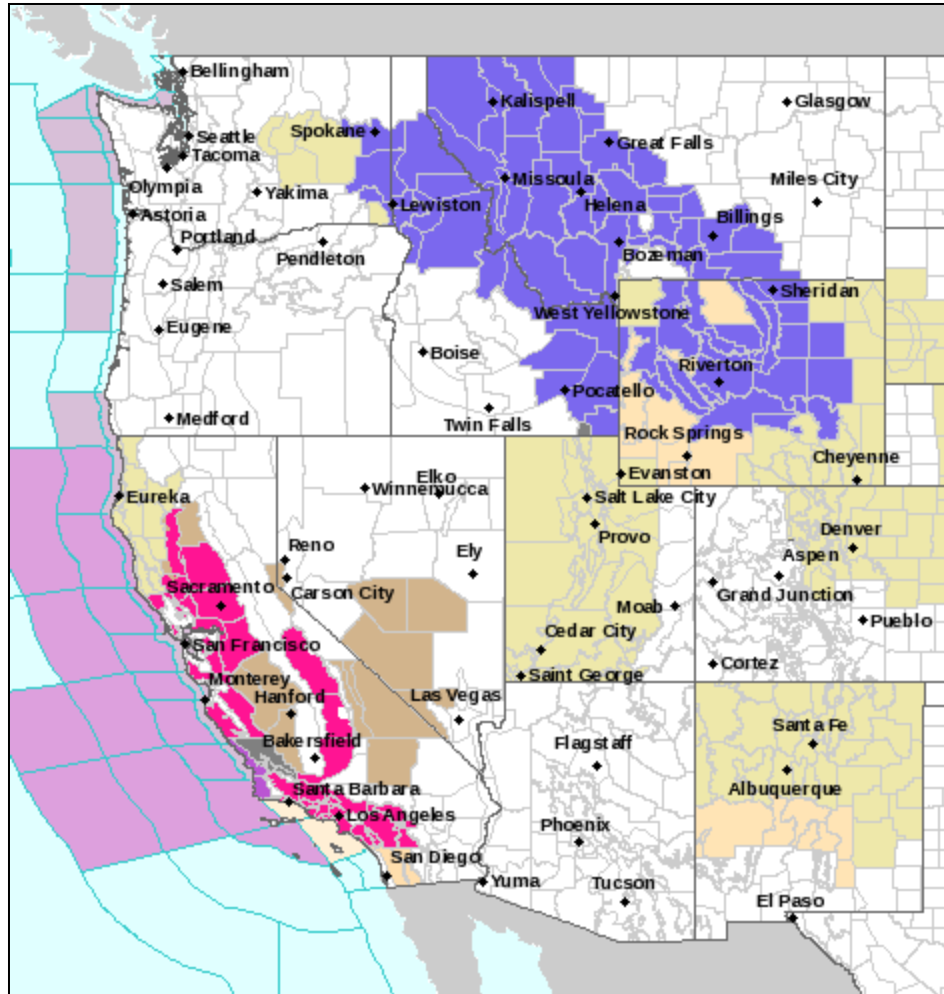 Bellingham
Kalispell
Glasgow
Spokane
Seattle
Great Falls
Tacoma
Missoula
Miles City
Olympia
Yakima
Helena
Lewiston
Astoria
Billings
Portland
Bozeman
Pendleton
Salem
Sheridan
West Yellowstone
Eugene
Boise
Riverton
Pocatello
Medford
Twin Falls
Rock Springs
Cheyenne
Evanston
Elko
Winnemucca
Eureka
Salt Lake City
Provo
Denver
Reno
Ely
Aspen
Sacramento
Carson City
Grand Junction
Moab
Pueblo
Cedar City
San Francisco
Cortez
Saint George
Monterey
Hanford
Las Vegas
Santa Fe
Bakersfield
Flagstaff
Albuquerque
Santa Barbara
Los Angeles
Phoenix
San Diego
Yuma
Tucson
El Paso